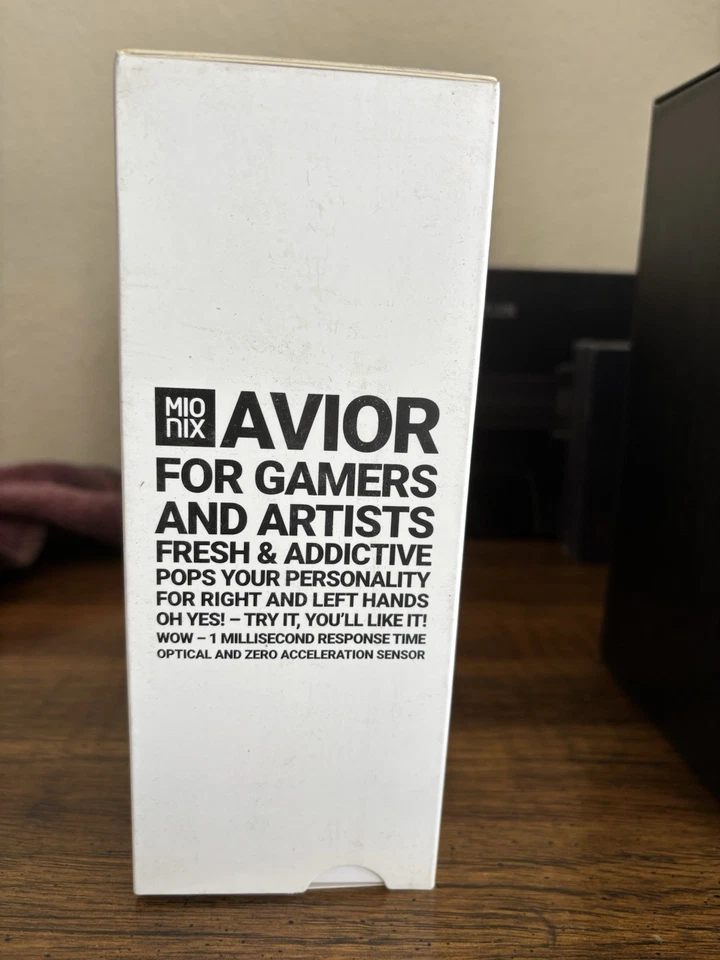 MIO
NIX
AVIOR
FOR GAMERS
AND ARTISTS
FRESH & ADDICTIVE
POPS YOUR PERSONALITY
FOR RIGHT AND LEFT HANDS
OH YES! – TRY IT, YOU'LL LIKE IT!
WOW – 1 MILLISECOND RESPONSE TIME
OPTICAL AND ZERO ACCELERATION SENSOR